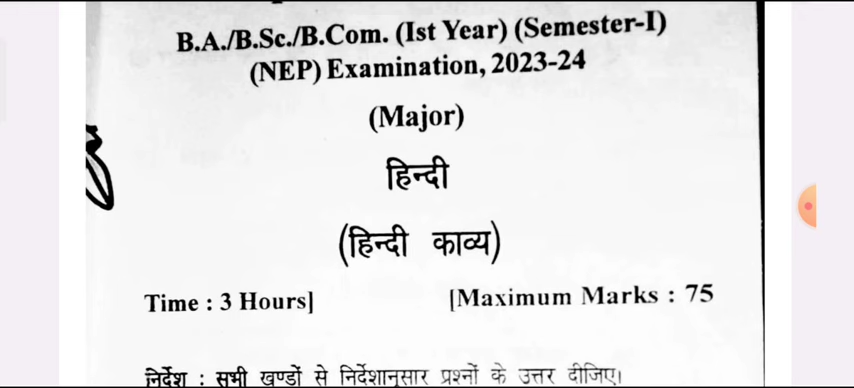 B.A./B.Sc./B.Com. (Ist Year) (Semester-I)
(NEP) Examination, 2023-24
(Major)
हिन्दी
(हिन्दी काव्य)
Time : 3 Hours] [Maximum Marks : 75
निर्देश : सभी खण्डों से निर्देशानुसार प्रश्नों के उत्तर दीजिए।